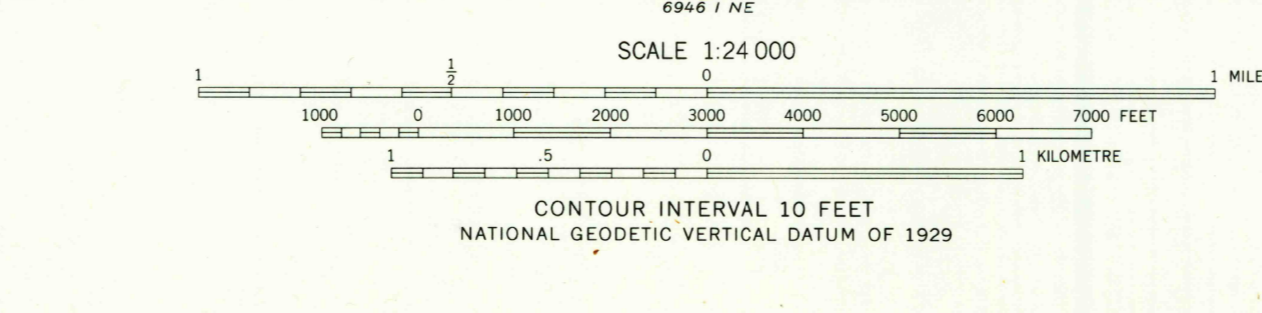 6946 I NE
SCALE 1:24 000
1 1/2 0 1 MILE
1000 0 1000 2000 3000 4000 5000 6000 7000 FEET
1 .5 0 1 KILOMETRE
CONTOUR INTERVAL 10 FEET
NATIONAL GEODETIC VERTICAL DATUM OF 1929